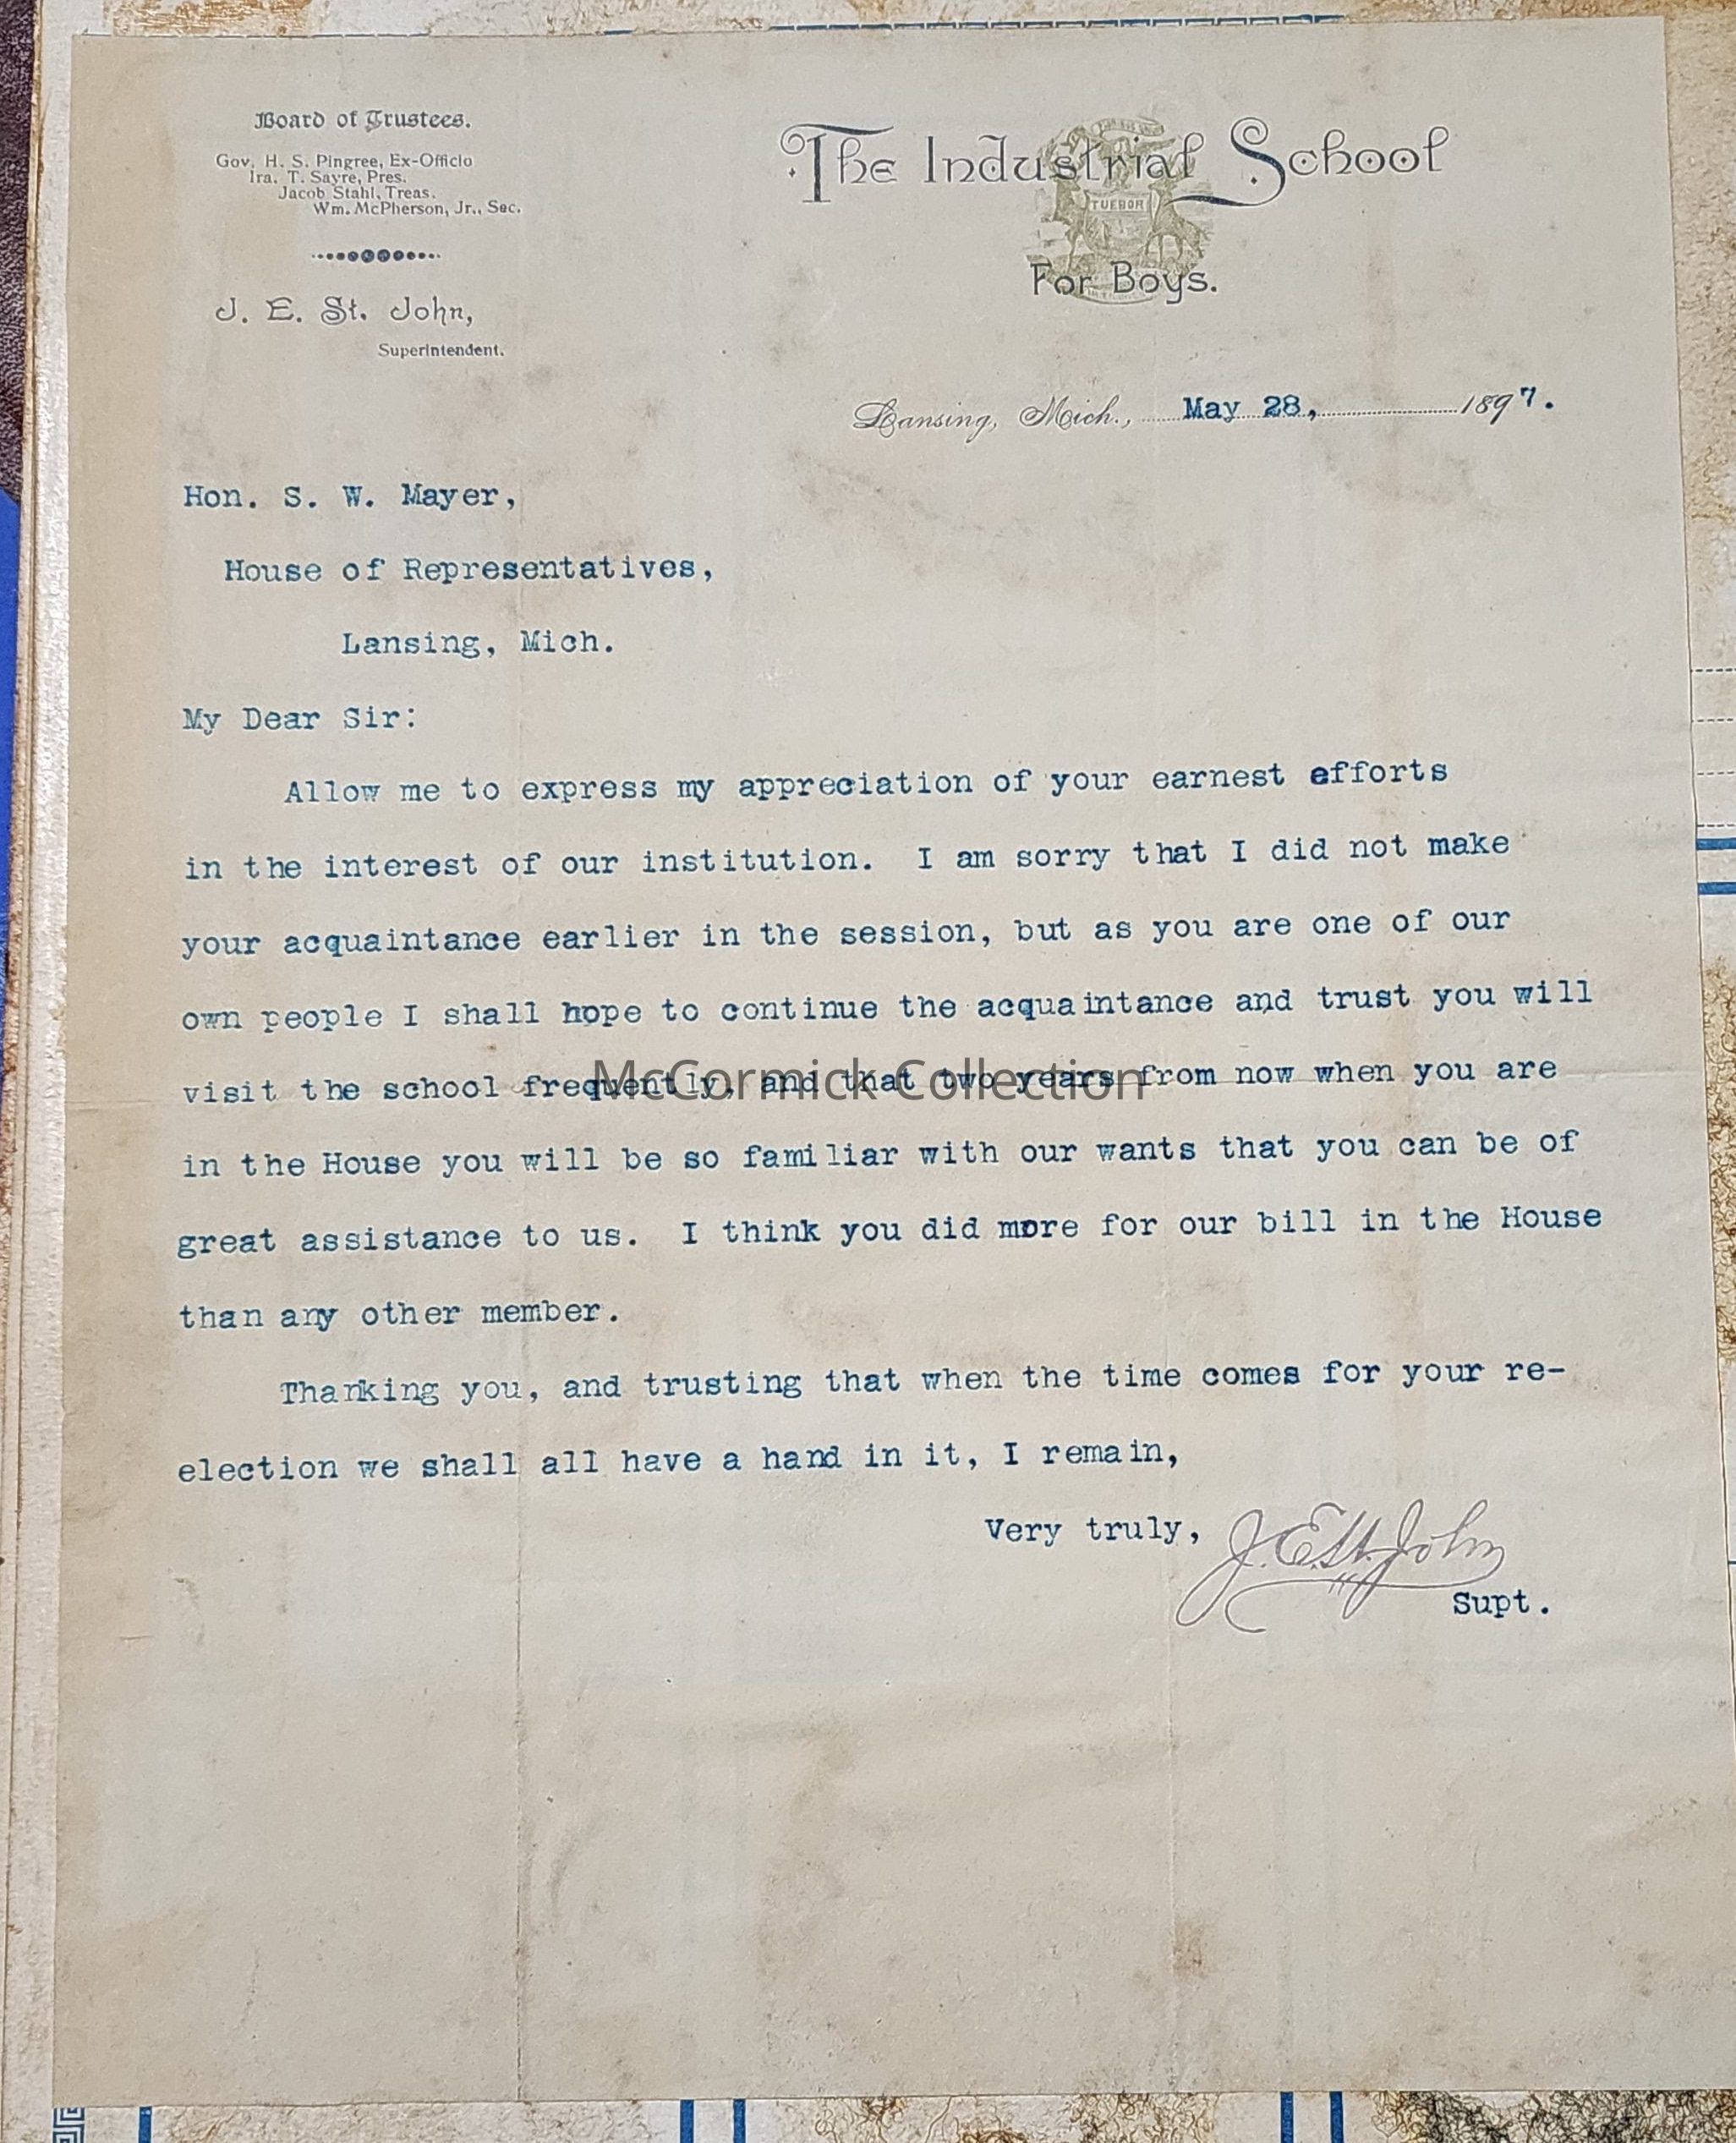 Board of Trustees.
Gov. H. S. Pingree, Ex-Officio
Ira. T. Sayre, Pres.
Jacob Stahl, Treas.
Wm. McPherson, Jr., Sec.
J. E. St. John,
Superintendent.
The Industrial School
TUEBOR
For Boys.
Lansing, Mich., May 28, 1897.
Hon. S. W. Mayer,
House of Representatives,
Lansing, Mich.
My Dear Sir:
Allow me to express my appreciation of your earnest efforts
in the interest of our institution. I am sorry that I did not make
your acquaintance earlier in the session, but as you are one of our
own people I shall hope to continue the acquaintance and trust you will
visit the school frequently, and that two years from now when you are
McCormick Collection
in the House you will be so familiar with our wants that you can be of
great assistance to us. I think you did more for our bill in the House
than any other member.
Thanking you, and trusting that when the time comes for your re-
election we shall all have a hand in it, I remain,
Very truly, J. E. St. John
Supt.